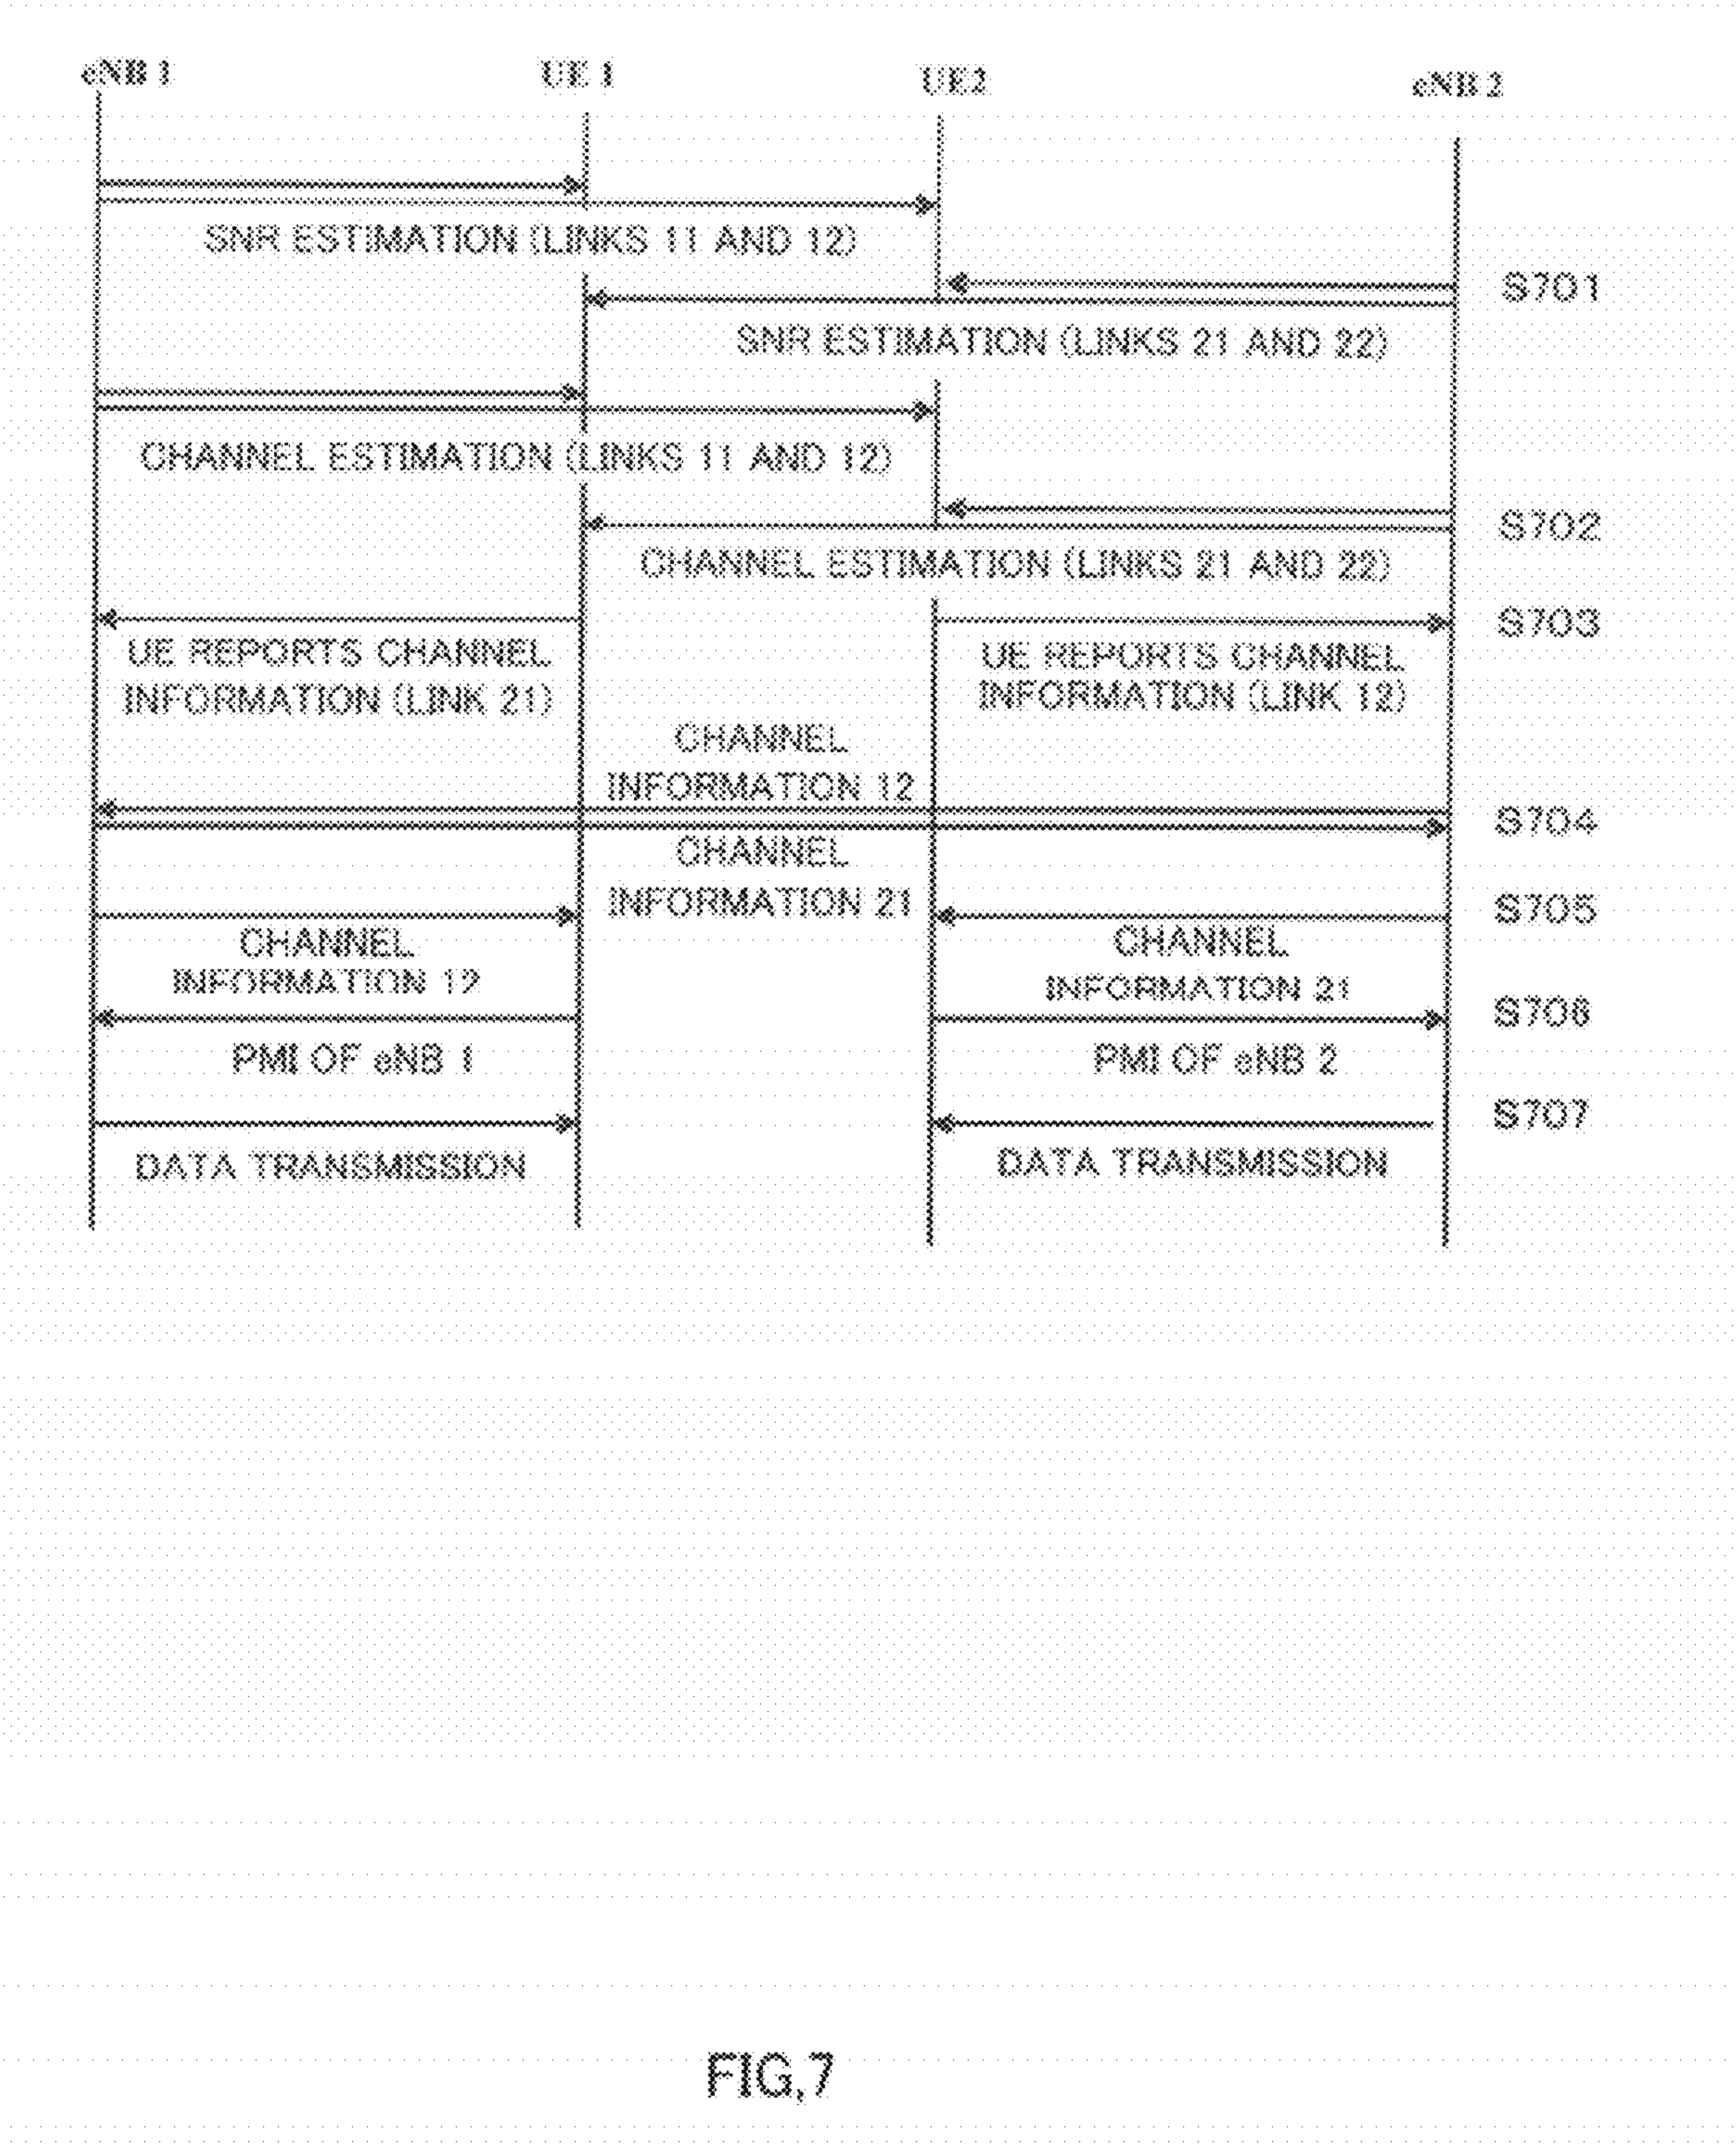 eNB 1
UE 1
UE2
eNB 2
SNR ESTIMATION (LINKS 11 AND 12)
S701
SNR ESTIMATION (LINKS 21 AND 22)
CHANNEL ESTIMATION (LINKS 11 AND 12)
S702
CHANNEL ESTIMATION (LINKS 21 AND 22)
S703
UE REPORTS CHANNEL
INFORMATION (LINK 21)
UE REPORTS CHANNEL
INFORMATION (LINK 12)
CHANNEL
INFORMATION 12
S704
CHANNEL
INFORMATION 21
S705
CHANNEL
INFORMATION 12
CHANNEL
INFORMATION 21
S706
PMI OF eNB 1
PMI OF eNB 2
S707
DATA TRANSMISSION
DATA TRANSMISSION
FIG,7